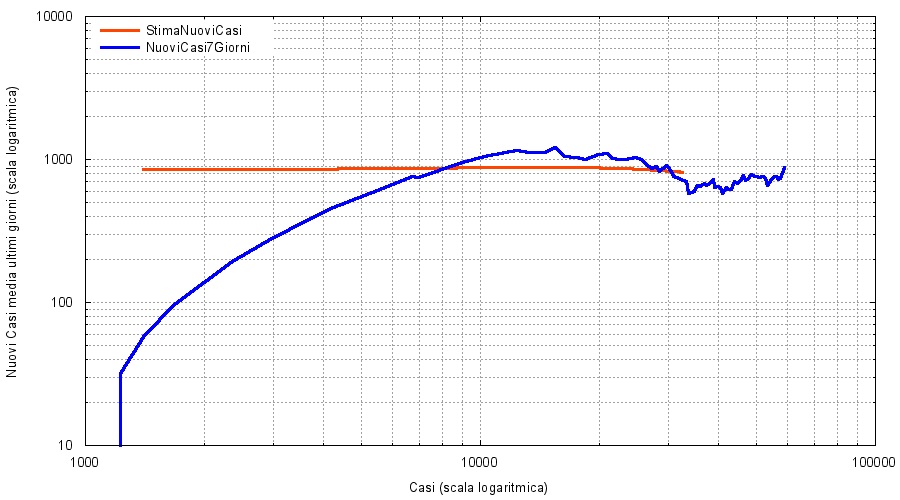 10000
StimaNuoviCasi
NuoviCasi7Giorni
1000
100
10
Nuovi Casi media ultimi giorni (scala logaritmica)
1000
10000
100000
Casi (scala logaritmica)